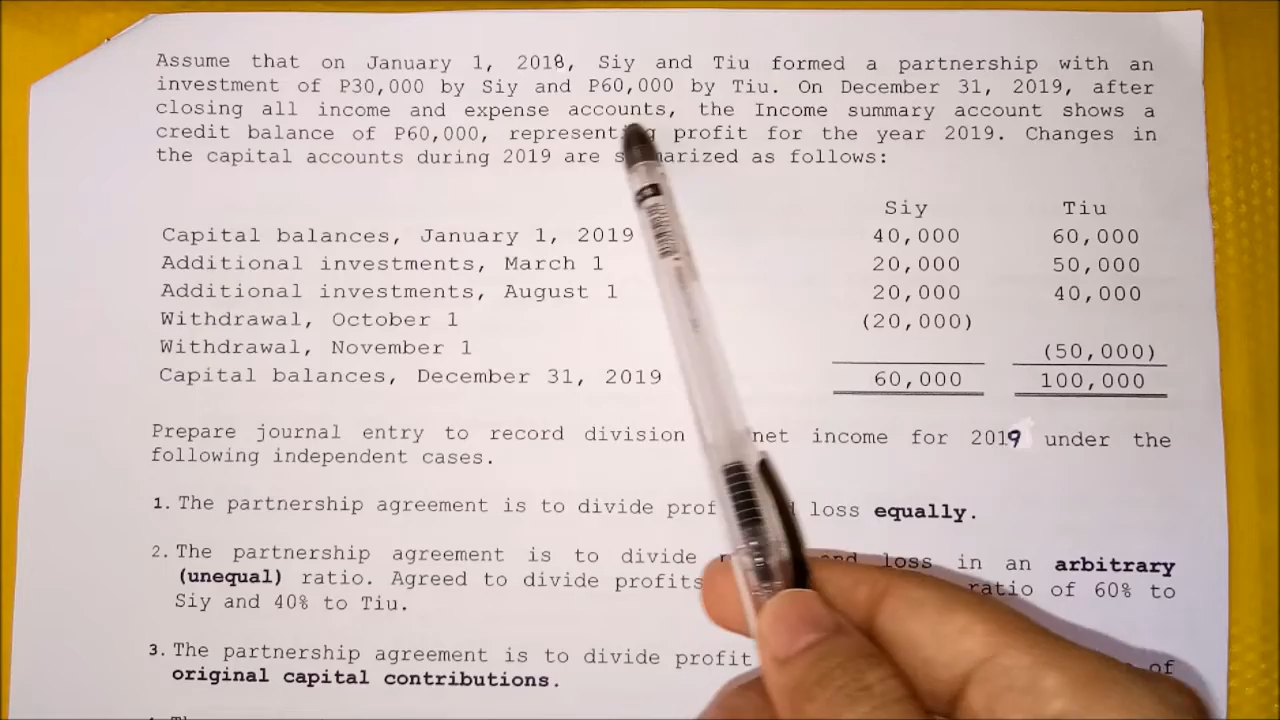 Assume that on January 1, 2018, Siy and Tiu formed a partnership with an
investment of P30,000 by Siy and P60,000 by Tiu. On December 31, 2019, after
closing all income and expense accounts, the Income summary account shows a
credit balance of P60,000, representing profit for the year 2019. Changes in
the capital accounts during 2019 are summarized as follows:
Siy Tiu
Capital balances, January 1, 2019 40,000 60,000
Additional investments, March 1 20,000 50,000
Additional investments, August 1 20,000 40,000
Withdrawal, October 1 (20,000)
Withdrawal, November 1 (50,000)
Capital balances, December 31, 2019 60,000 100,000
Prepare journal entry to record division net income for 2019 under the
following independent cases.
1. The partnership agreement is to divide loss equally.
2. The partnership agreement is to divide loss in an arbitrary
(unequal) ratio. Agreed to divide profits ratio of 60% to
Siy and 40% to Tiu.
3. The partnership agreement is to divide profit of
original capital contributions.